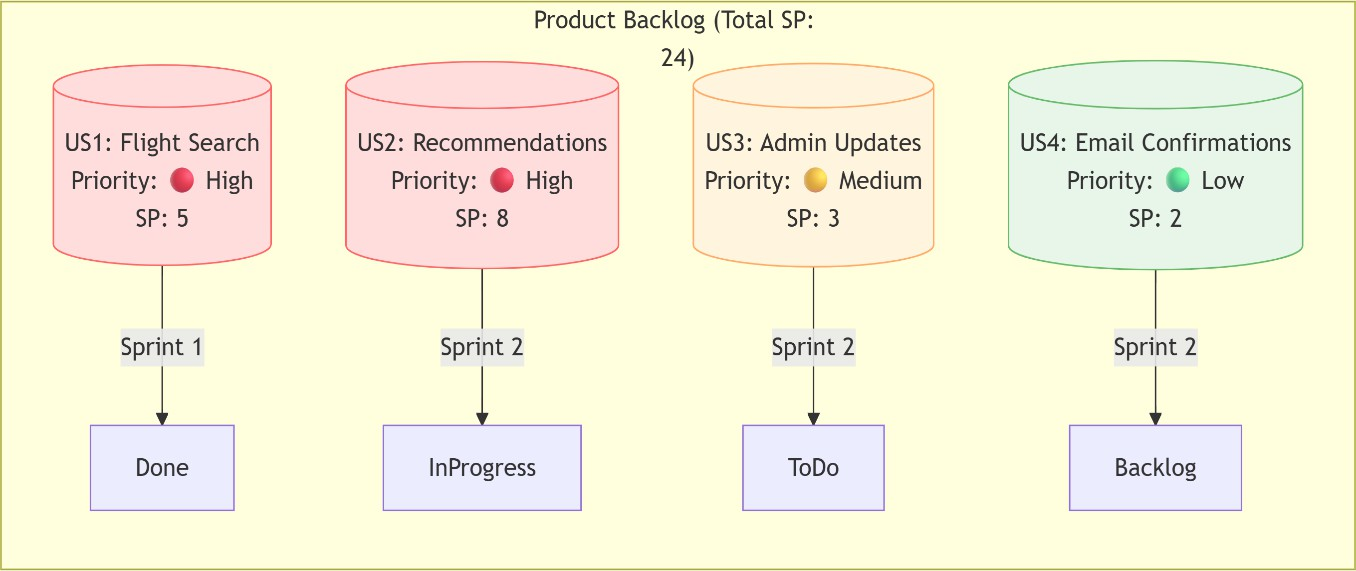 Product Backlog (Total SP:
24)
US1: Flight Search
Priority: 🔴 High
SP: 5
US2: Recommendations
Priority: 🔴 High
SP: 8
US3: Admin Updates
Priority: 🟡 Medium
SP: 3
US4: Email Confirmations
Priority: 🟢 Low
SP: 2
Sprint 1
Sprint 2
Sprint 2
Sprint 2
Done
InProgress
ToDo
Backlog